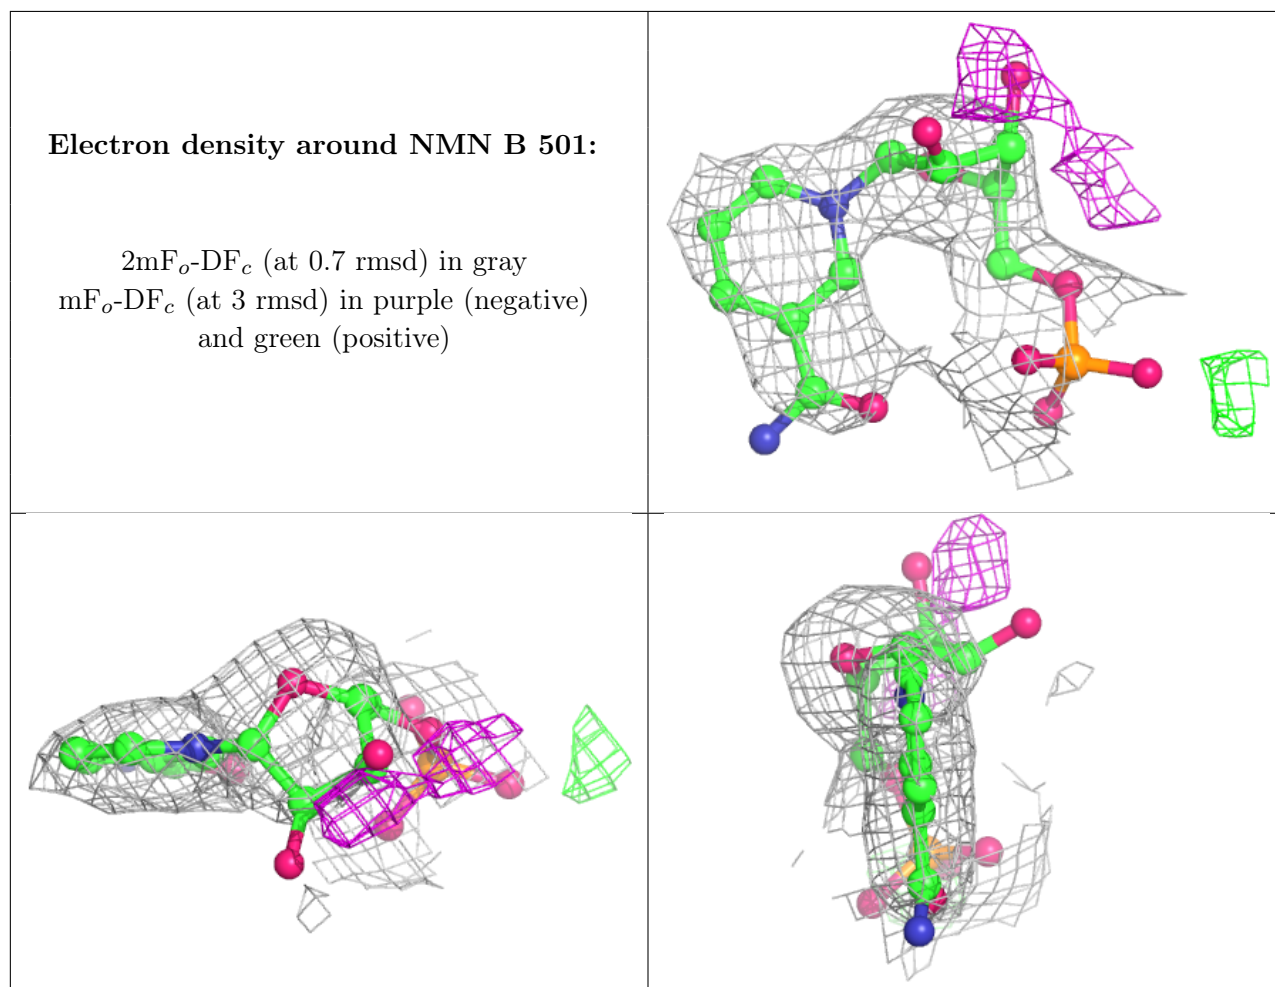 Electron density around NMN B 501:
2mFo-DFc (at 0.7 rmsd) in gray
mFo-DFc (at 3 rmsd) in purple (negative)
and green (positive)